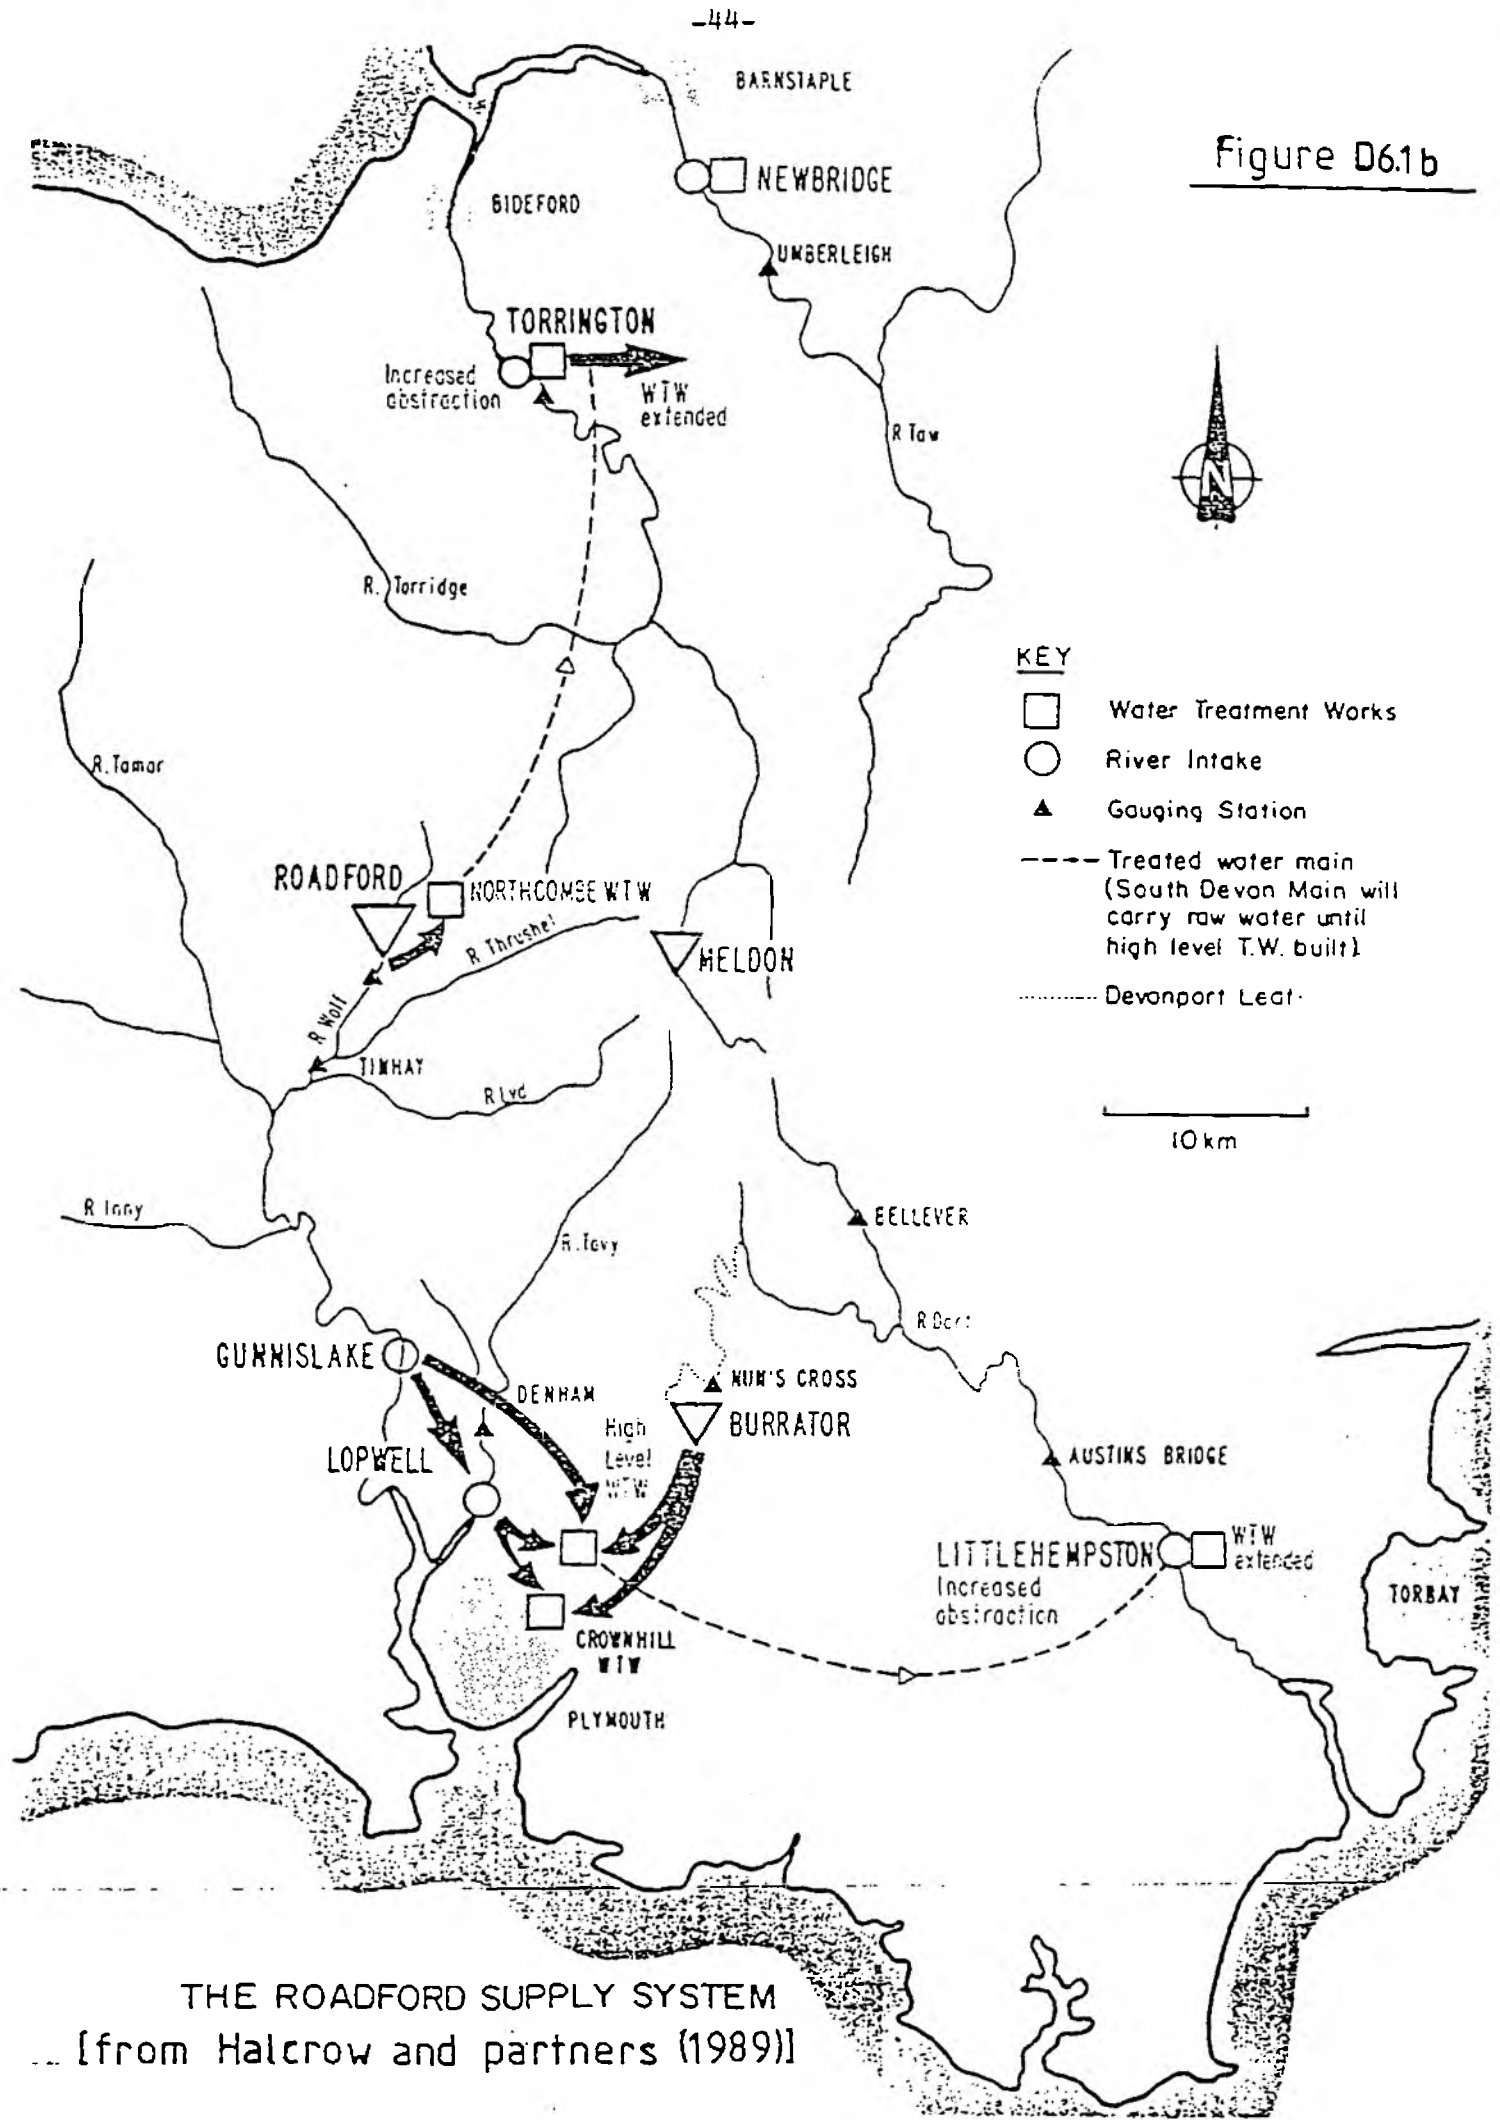 -44-
BARNSTAPLE
Figure D6.1b
NEWBRIDGE
BIDEFORD
UMBERLEIGH
TORRINGTON
Increased
abstraction
WTW
extended
R Taw
N
R. Torridge
KEY
Water Treatment Works
River Intake
Gauging Station
Treated water main
(South Devon Main will
carry raw water until
high level T.W. built)
Devonport Leat
10 km
R. Tamar
ROADFORD
NORTHCOMBE WTW
R Thrushel
MELDON
R Wolf
TINHAY
R Lyd
R Inny
R. Tavy
BELLEVER
R Dart
GUNNISLAKE
DENHAM
NUN'S CROSS
High
Level
WTW
BURRATOR
LOPWELL
AUSTINS BRIDGE
LITTLEHEMPSTON
Increased
abstraction
WTW
extended
TORBAY
CROWNHILL
WTW
PLYMOUTH
THE ROADFORD SUPPLY SYSTEM
[from Halcrow and partners (1989)]